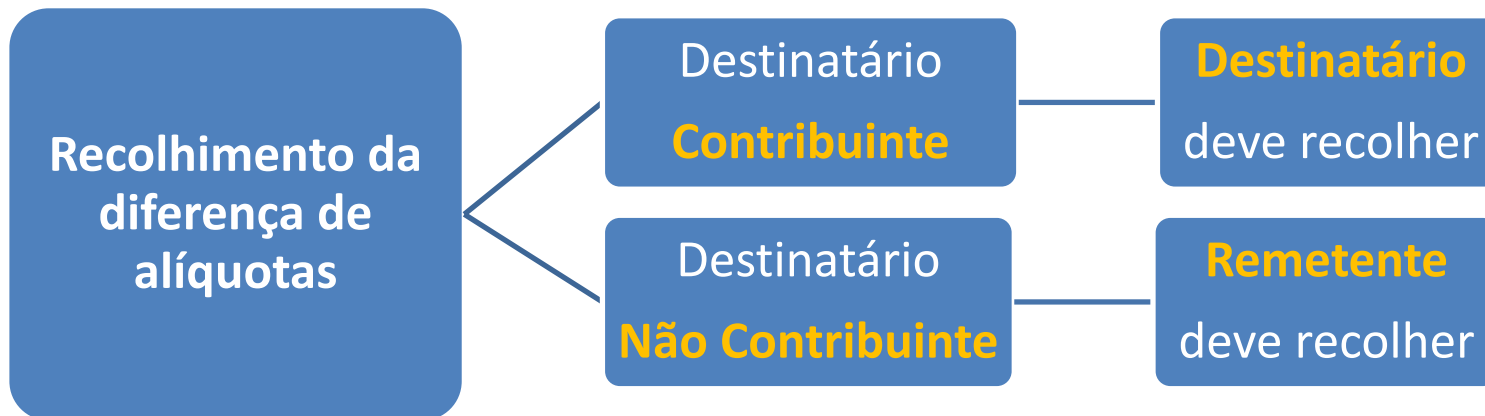 Recolhimento da
diferença de
alíquotas
Destinatário
Contribuinte
Destinatário
deve recolher
Destinatário
Não Contribuinte
Remetente
deve recolher